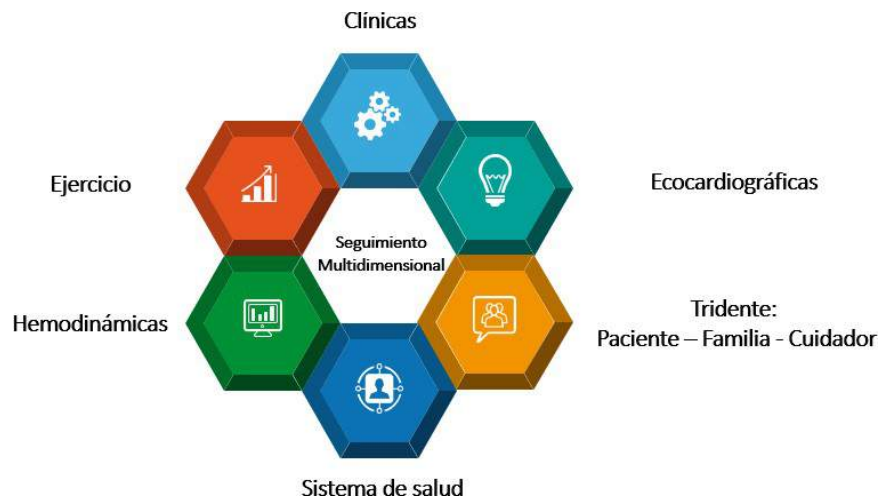 Clínicas
Ejercicio
Ecocardiográficas
Seguimiento
Multidimensional
Hemodinámicas
Tridente:
Paciente – Familia - Cuidador
Sistema de salud